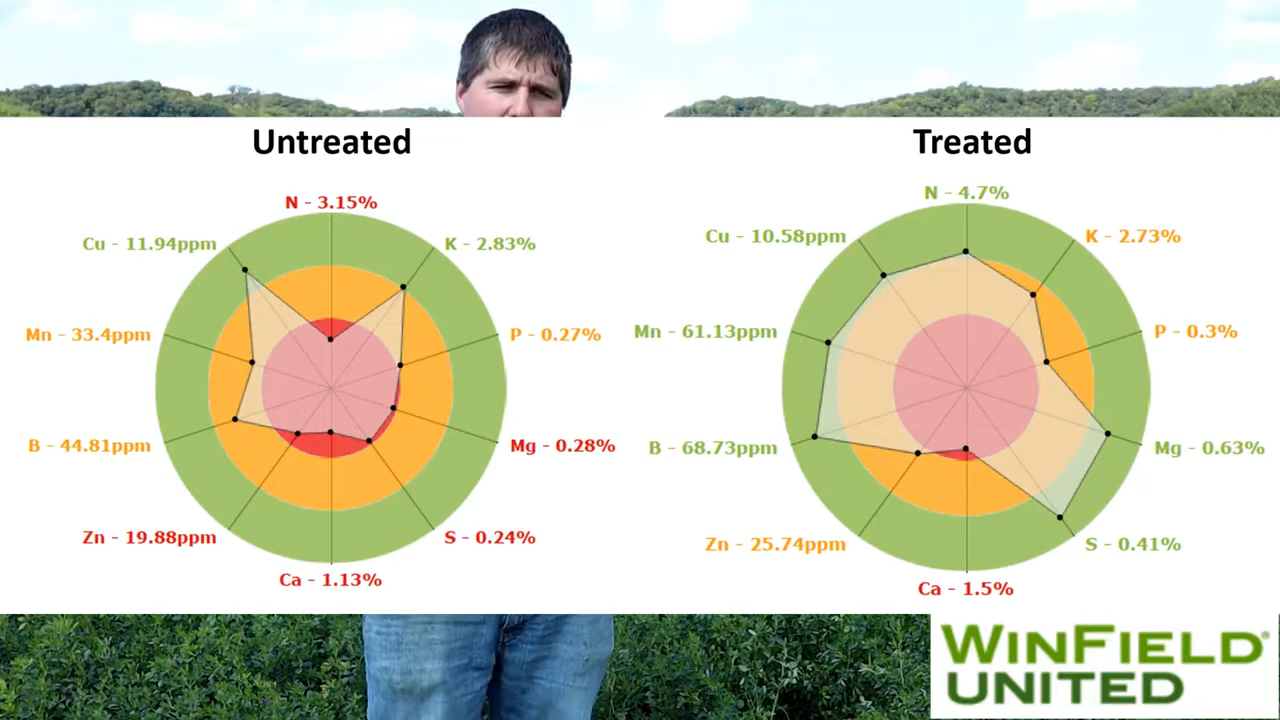 Untreated
N - 3.15%
Cu - 11.94ppm
K - 2.83%
Mn - 33.4ppm
P - 0.27%
B - 44.81ppm
Mg - 0.28%
Zn - 19.88ppm
S - 0.24%
Ca - 1.13%
Treated
N - 4.7%
Cu - 10.58ppm
K - 2.73%
Mn - 61.13ppm
P - 0.3%
B - 68.73ppm
Mg - 0.63%
Zn - 25.74ppm
S - 0.41%
Ca - 1.5%
WINFIELD®
UNITED